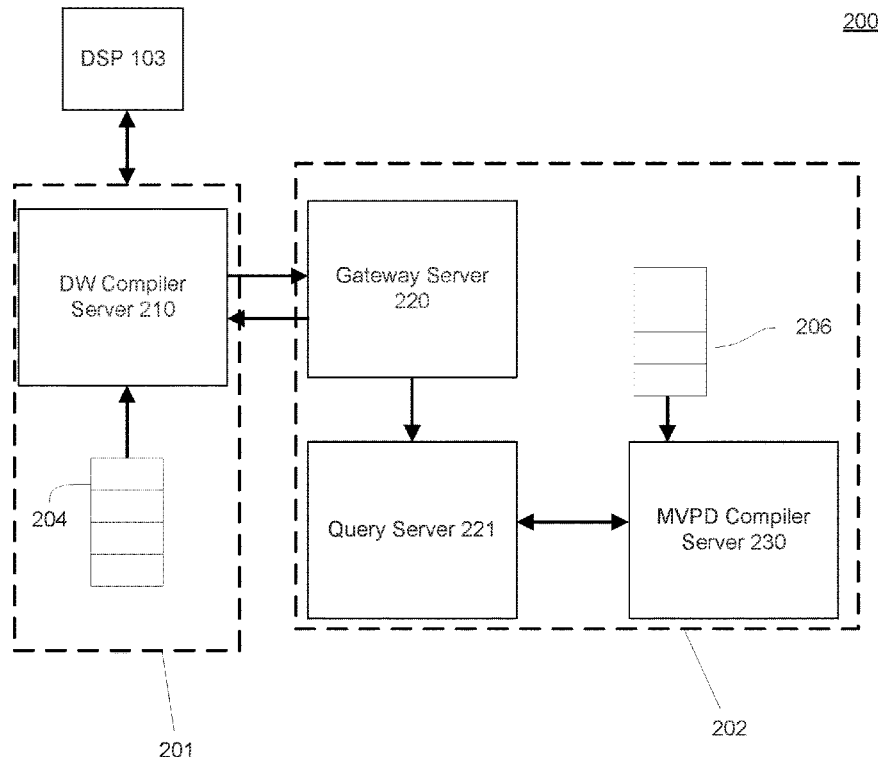 200
DSP 103
DW Compiler
Server 210
Gateway Server
220
206
204
Query Server 221
MVPD Compiler
Server 230
201
202